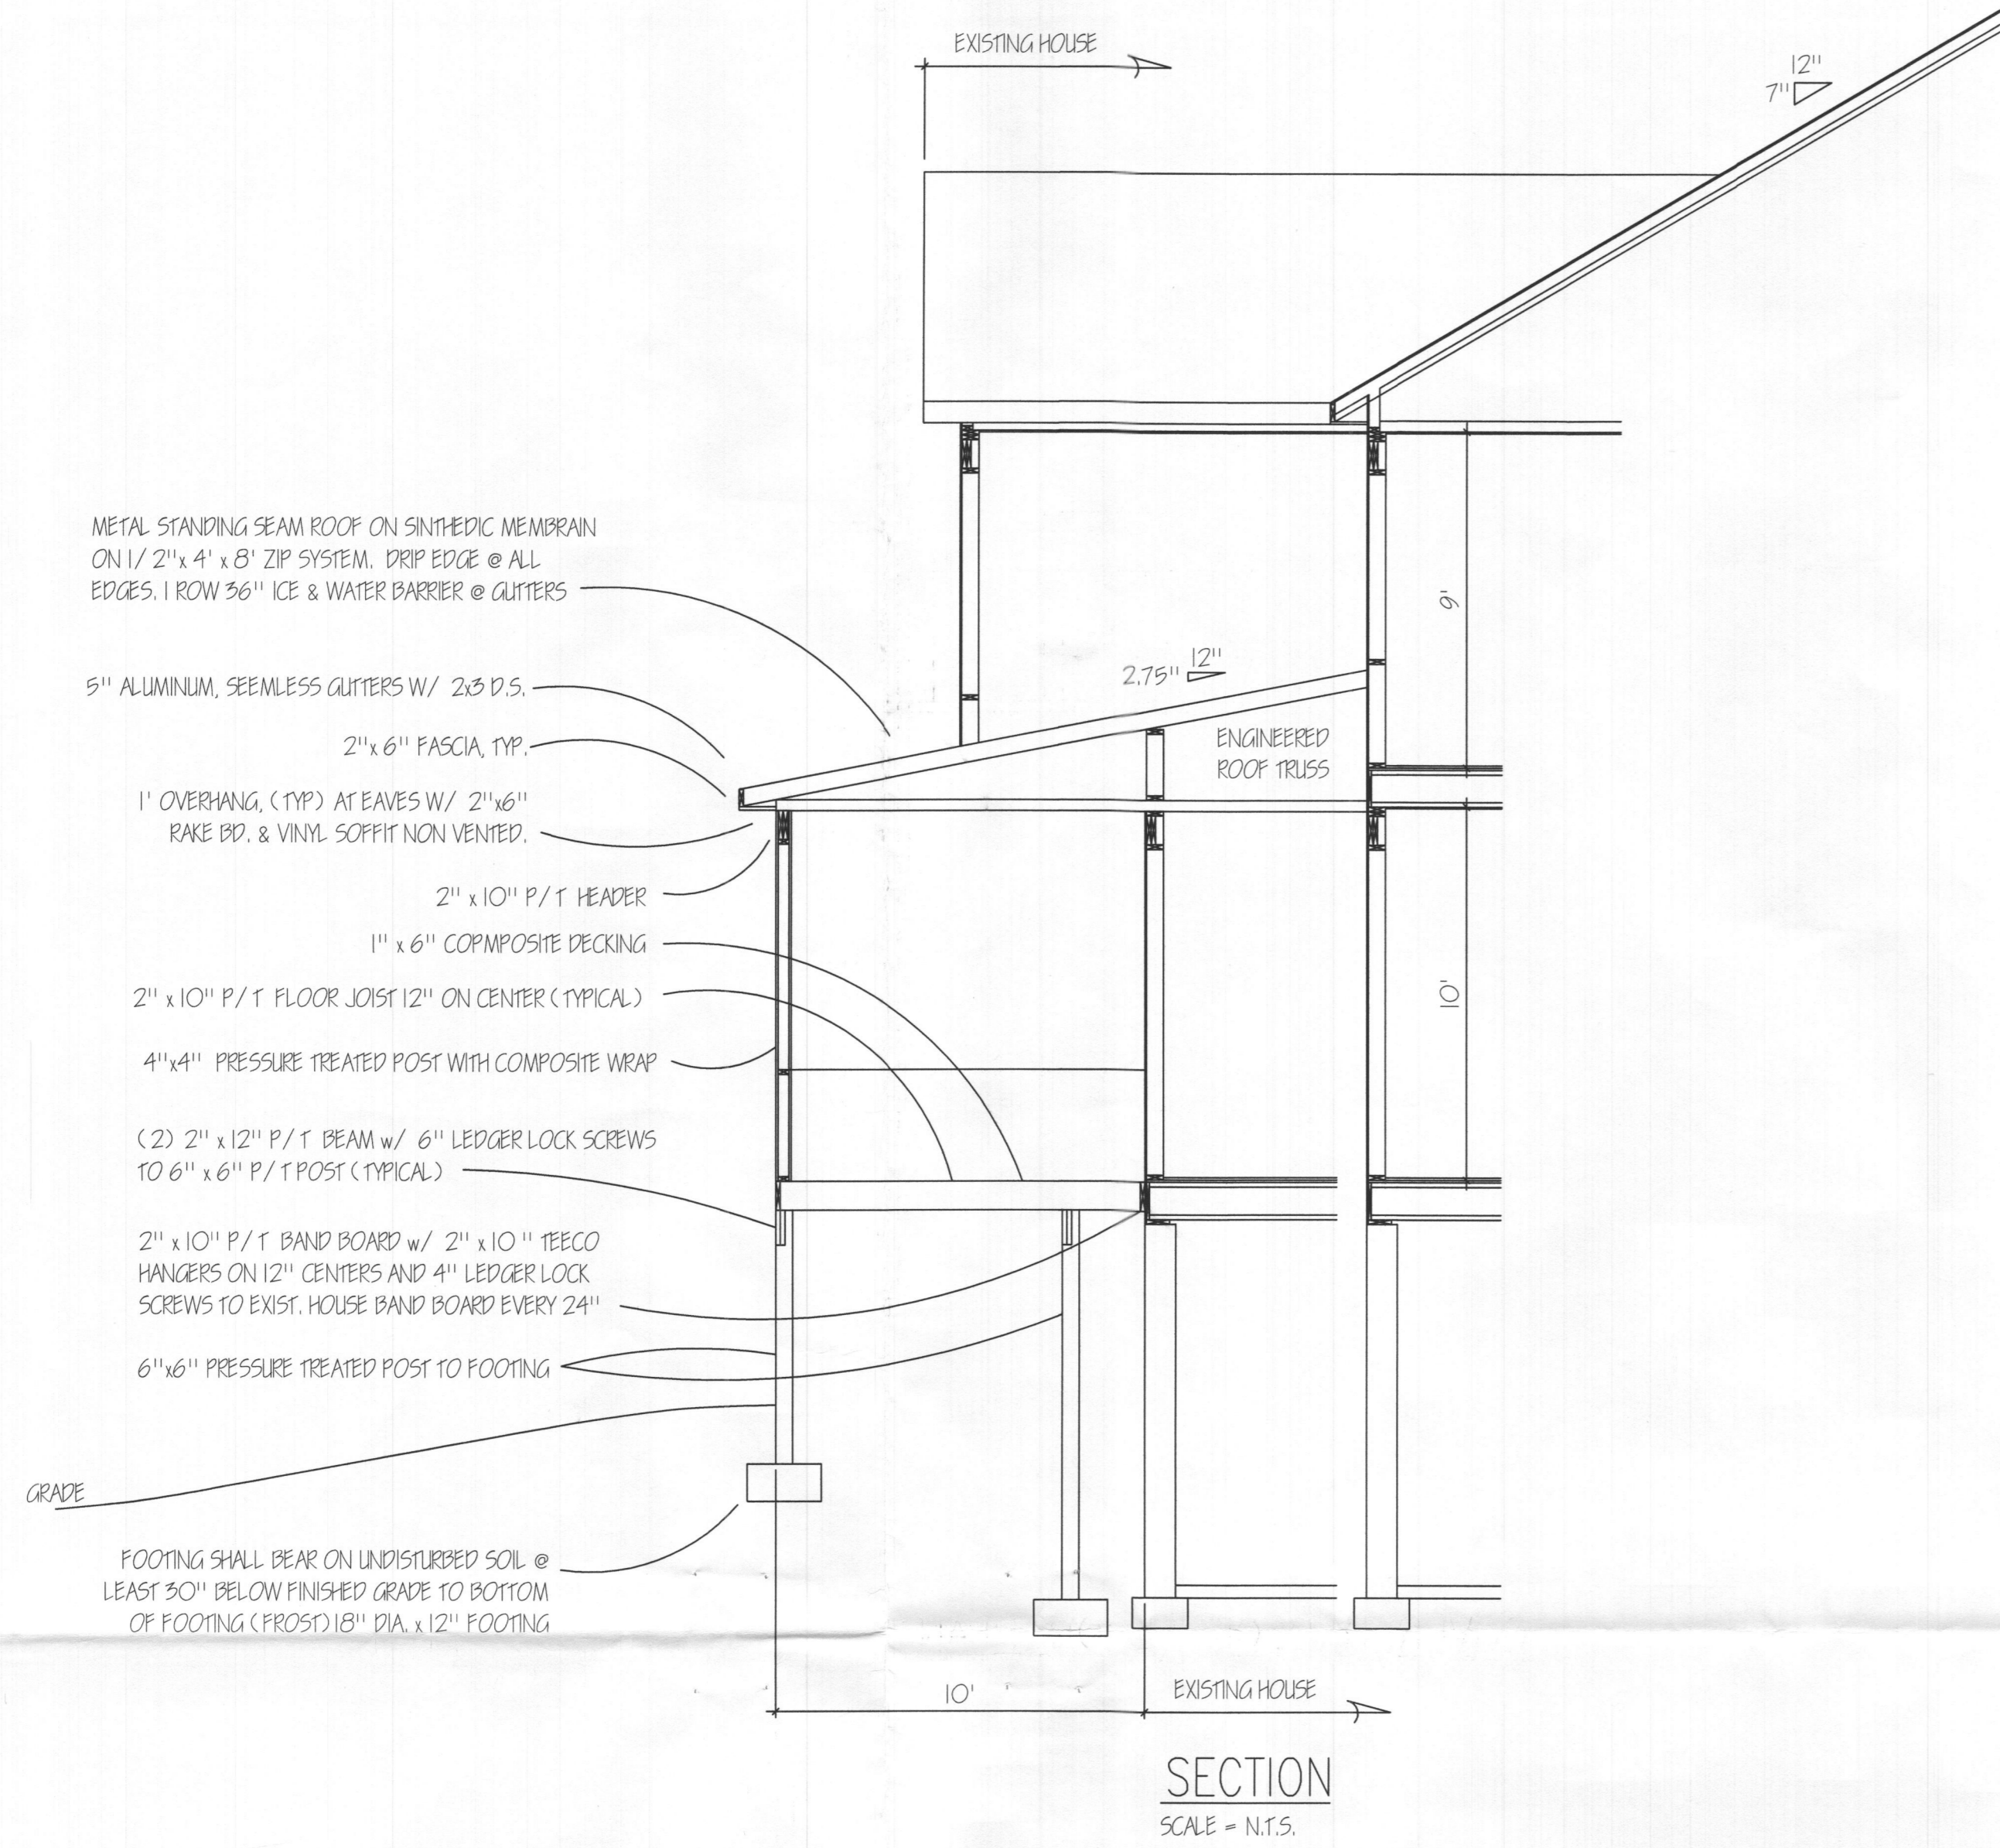 EXISTING HOUSE
12"
7"
METAL STANDING SEAM ROOF ON SINTHEDIC MEMBRAIN
ON 1/2"x 4' x 8' ZIP SYSTEM. DRIP EDGE @ ALL
EDGES. 1 ROW 36" ICE & WATER BARRIER @ GUTTERS
9'
12"
2.75"
5" ALUMINUM, SEEMLESS GUTTERS W/ 2x3 D.S.
2"x 6" FASCIA, TYP.
ENGINEERED
ROOF TRUSS
1' OVERHANG, (TYP) AT EAVES W/ 2"x6"
RAKE BD. & VINYL SOFFIT NON VENTED.
2" x 10" P/T HEADER
1" x 6" COPMPOSITE DECKING
2" x 10" P/T FLOOR JOIST 12" ON CENTER (TYPICAL)
10'
4"x4" PRESSURE TREATED POST WITH COMPOSITE WRAP
(2) 2" x 12" P/T BEAM w/ 6" LEDGER LOCK SCREWS
TO 6" x 6" P/T POST (TYPICAL)
2" x 10" P/T BAND BOARD w/ 2" x 10" TEECO
HANGERS ON 12" CENTERS AND 4" LEDGER LOCK
SCREWS TO EXIST. HOUSE BAND BOARD EVERY 24"
6"x6" PRESSURE TREATED POST TO FOOTING
GRADE
FOOTING SHALL BEAR ON UNDISTURBED SOIL @
LEAST 30" BELOW FINISHED GRADE TO BOTTOM
OF FOOTING (FROST) 18" DIA. x 12" FOOTING
10'
EXISTING HOUSE
SECTION
SCALE = N.T.S.